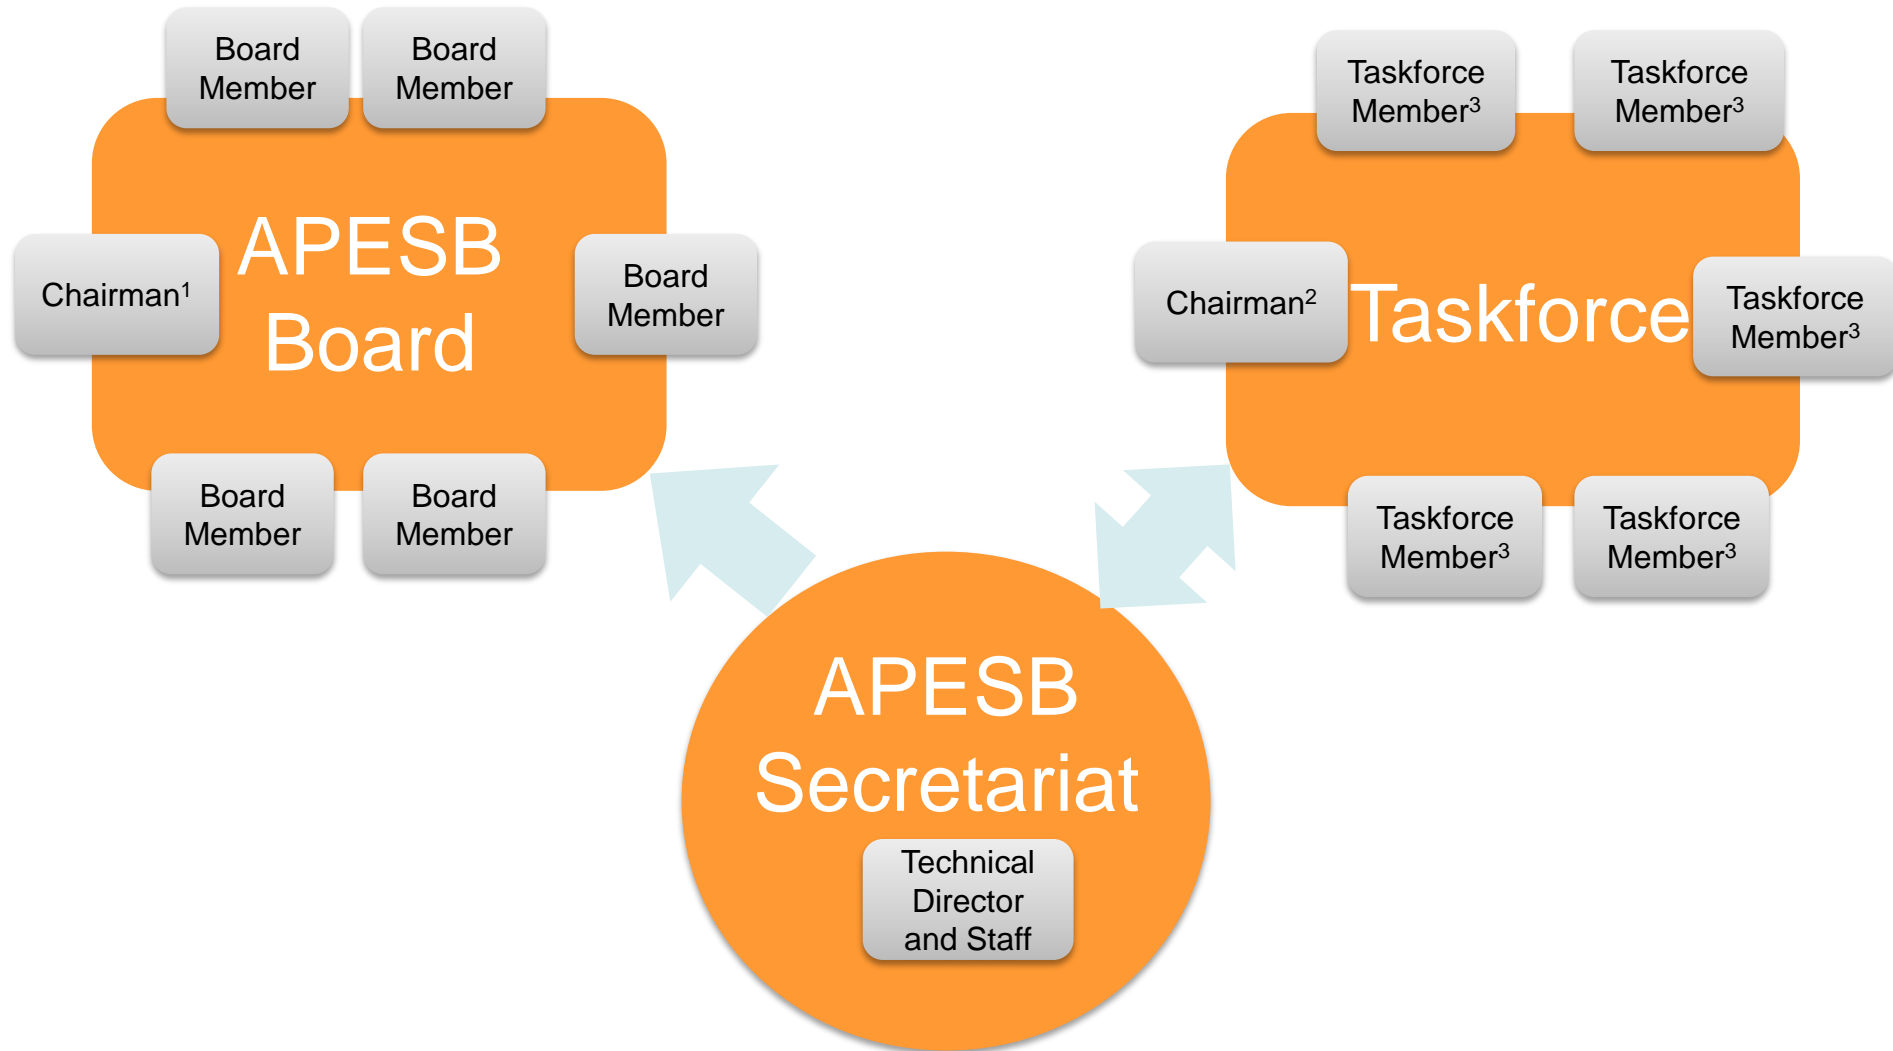 Board
Member
Board
Member
APESB
Board
Chairman¹
Board
Member
Board
Member
Board
Member
Taskforce
Member³
Taskforce
Member³
Chairman²
Taskforce
Taskforce
Member³
Taskforce
Member³
Taskforce
Member³
APESB
Secretariat
Technical
Director
and Staff